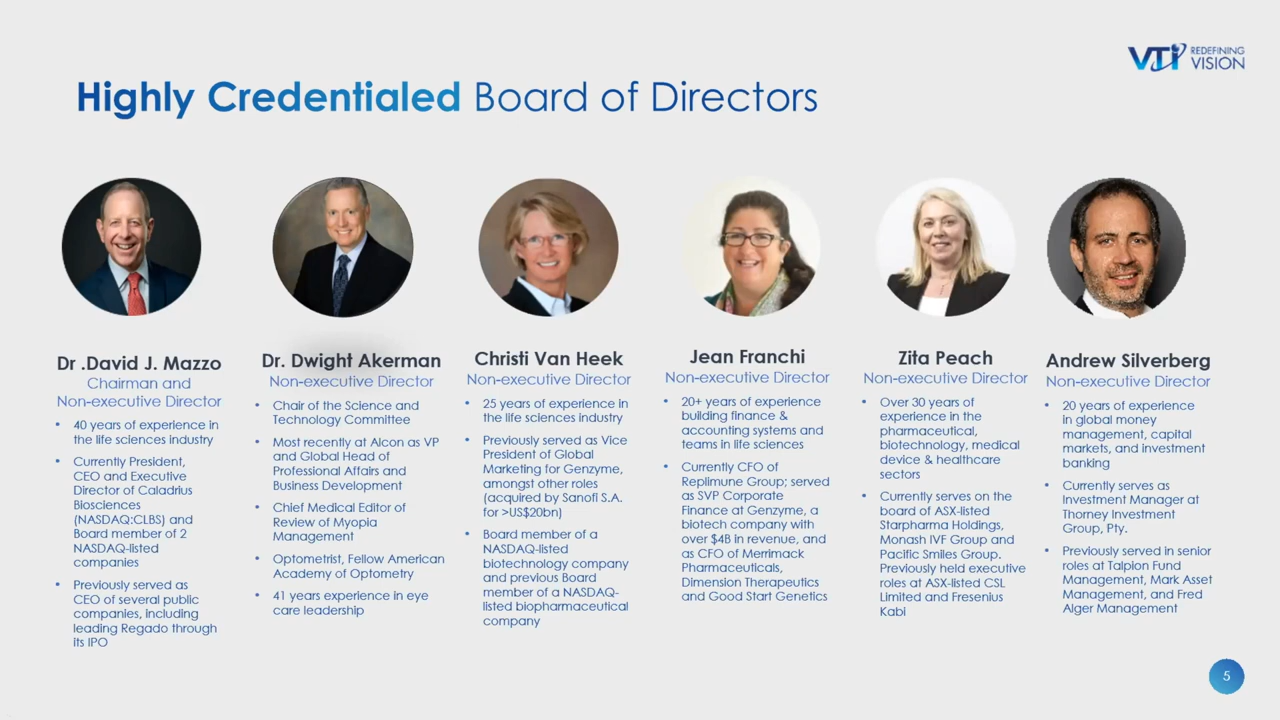 VTI REDEFINING
VISION
Highly Credentialed Board of Directors
Dr .David J. Mazzo
Chairman and
Non-executive Director
• 40 years of experience in
the life sciences industry
• Currently President,
CEO and Executive
Director of Caladrius
Biosciences
(NASDAQ:CLBS) and
Board member of 2
NASDAQ-listed
companies
• Previously served as
CEO of several public
companies, including
leading Regado through
its IPO
Dr. Dwight Akerman
Non-executive Director
• Chair of the Science and
Technology Committee
• Most recently at Alcon as VP
and Global Head of
Professional Affairs and
Business Development
• Chief Medical Editor of
Review of Myopia
Management
• Optometrist, Fellow American
Academy of Optometry
• 41 years experience in eye
care leadership
Christi Van Heek
Non-executive Director
• 25 years of experience in
the life sciences industry
• Previously served as Vice
President of Global
Marketing for Genzyme,
amongst other roles
(acquired by Sanofi S.A.
for >US$20bn)
• Board member of a
NASDAQ-listed
biotechnology company
and previous Board
member of a NASDAQ-
listed biopharmaceutical
company
Jean Franchi
Non-executive Director
• 20+ years of experience
building finance &
accounting systems and
teams in life sciences
• Currently CFO of
Replimune Group; served
as SVP Corporate
Finance at Genzyme, a
biotech company with
over $4B in revenue, and
as CFO of Merrimack
Pharmaceuticals,
Dimension Therapeutics
and Good Start Genetics
Zita Peach
Non-executive Director
• Over 30 years of
experience in the
pharmaceutical,
biotechnology, medical
device & healthcare
sectors
• Currently serves on the
board of ASX-listed
Starpharma Holdings,
Monash IVF Group and
Pacific Smiles Group.
Previously held executive
roles at ASX-listed CSL
Limited and Fresenius
Kabi
Andrew Silverberg
Non-executive Director
• 20 years of experience
in global money
management, capital
markets, and investment
banking
• Currently serves as
Investment Manager at
Thorney Investment
Group, Pty.
• Previously served in senior
roles at Talpion Fund
Management, Mark Asset
Management, and Fred
Alger Management
5